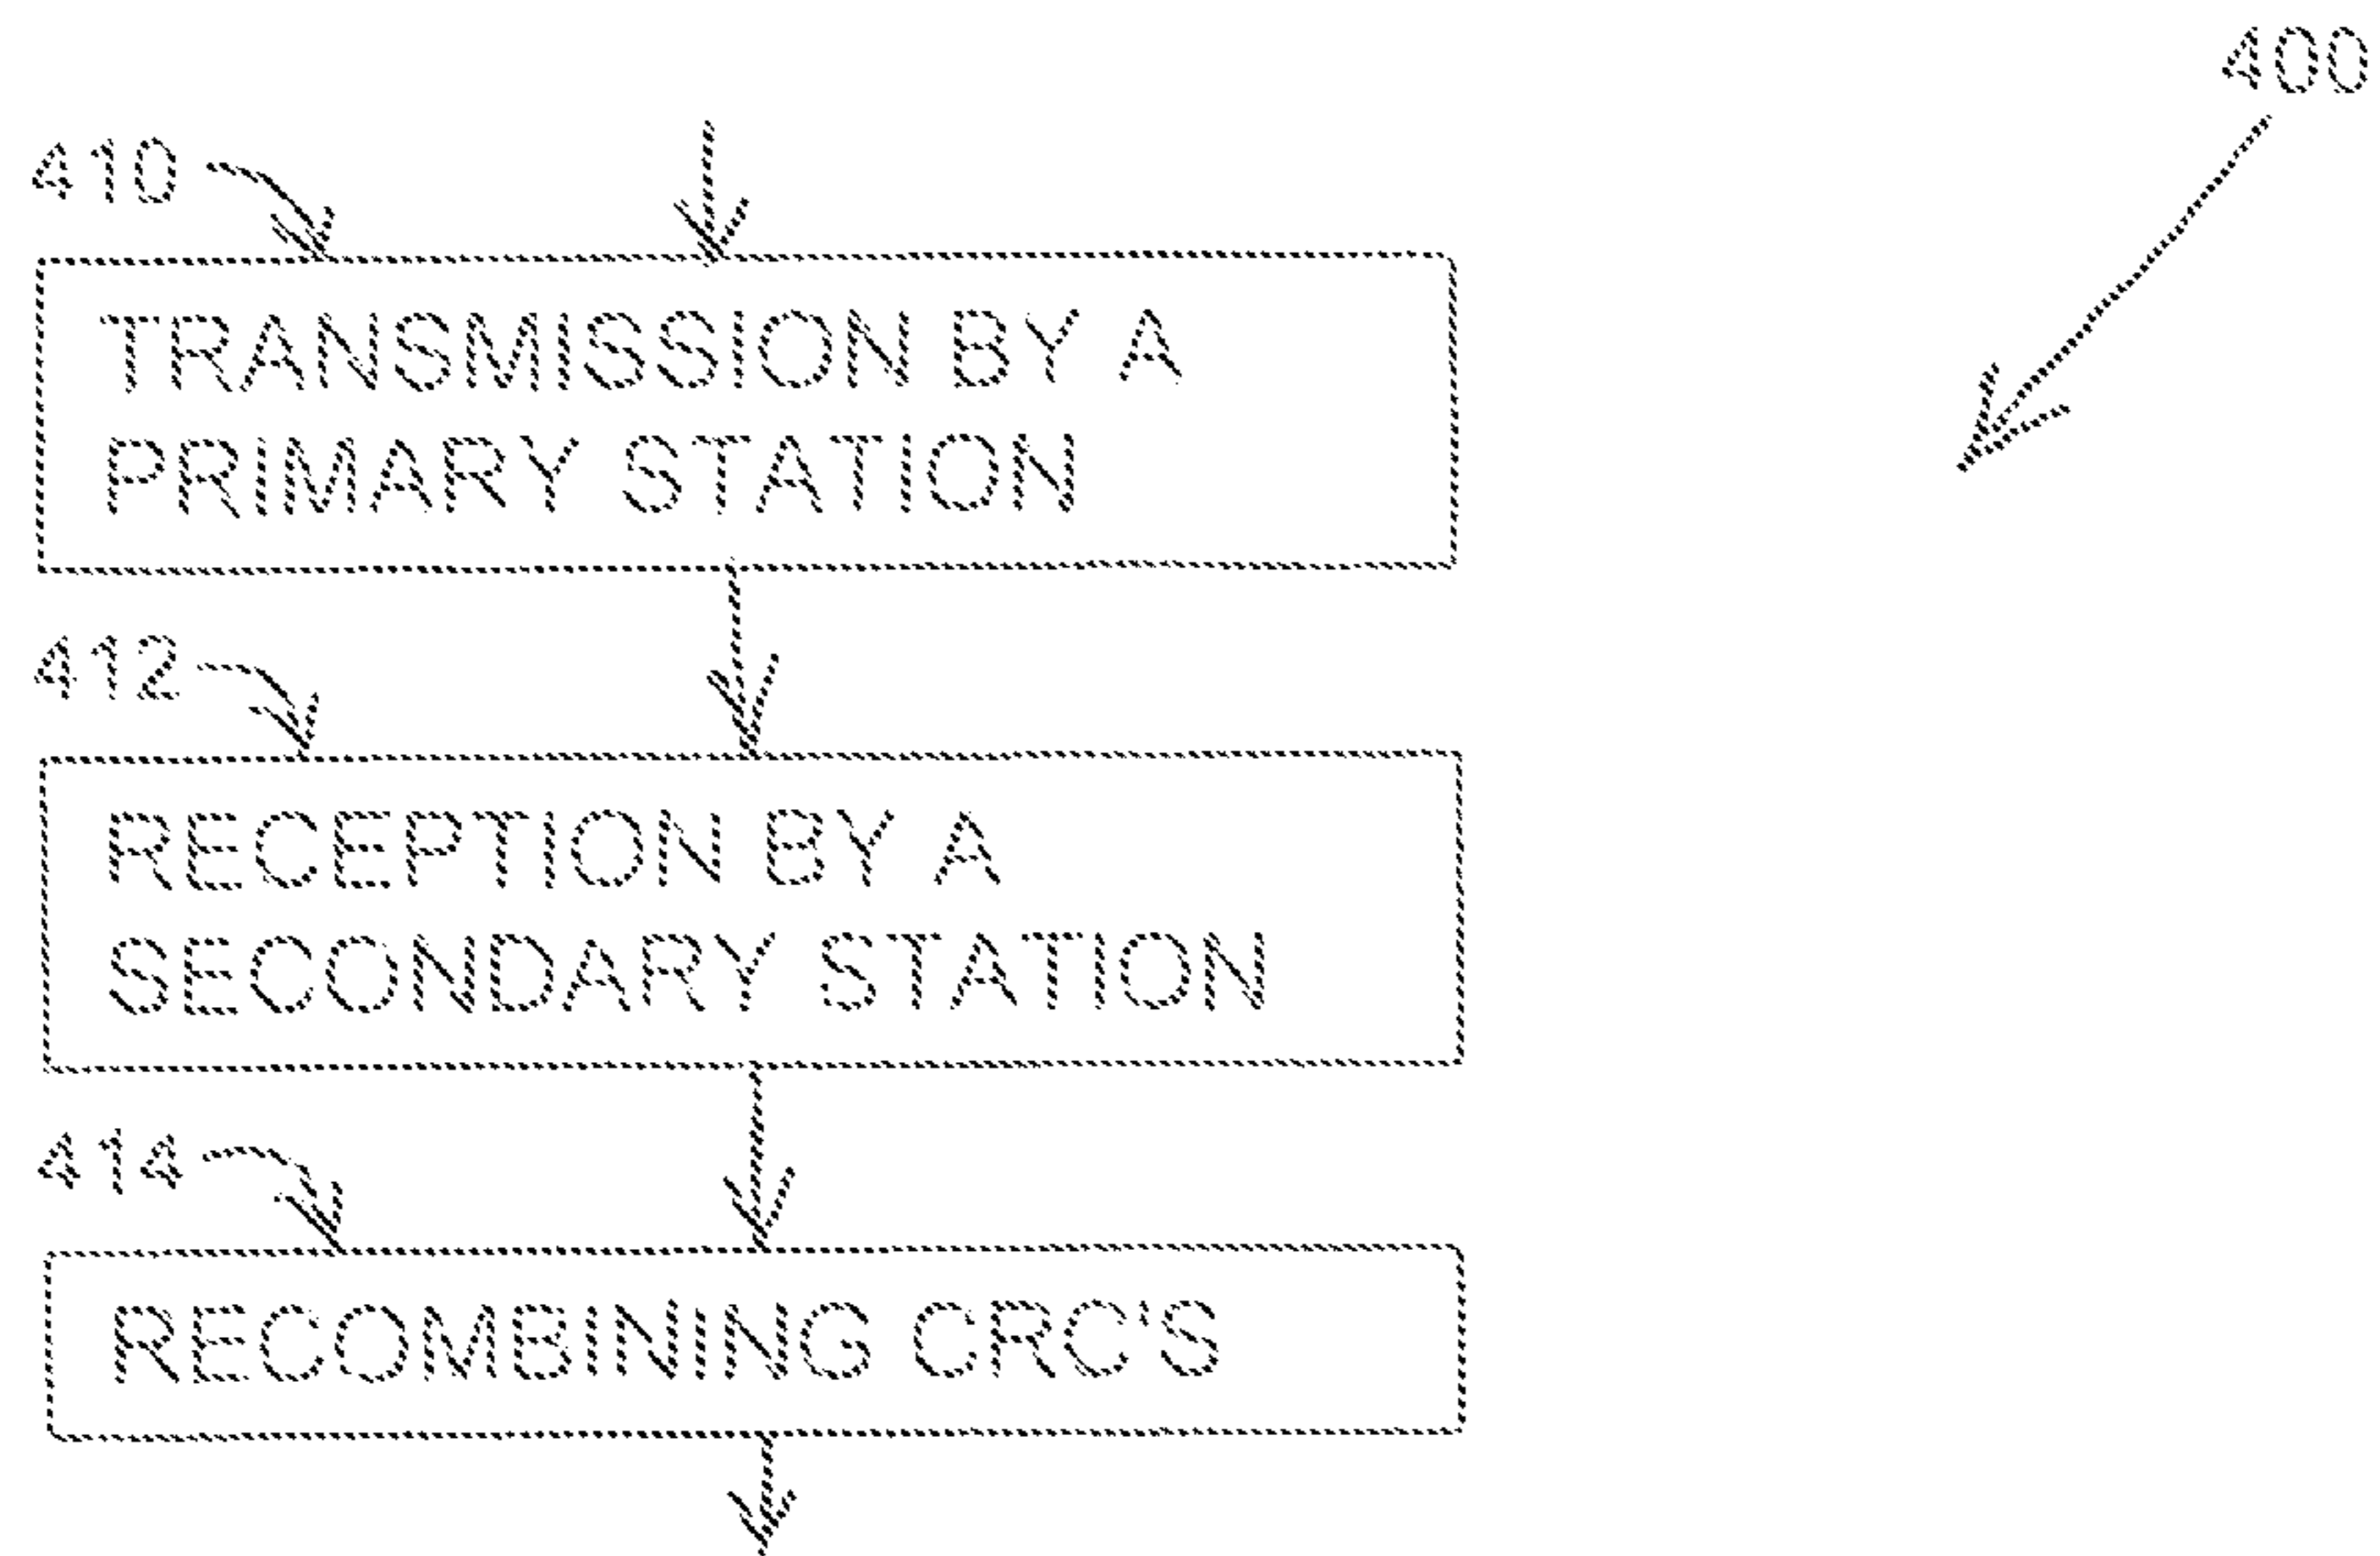 400
410
TRANSMISSION BY A
PRIMARY STATION
412
RECEPTION BY A
SECONDARY STATION
414
RECOMBINING CRC'S